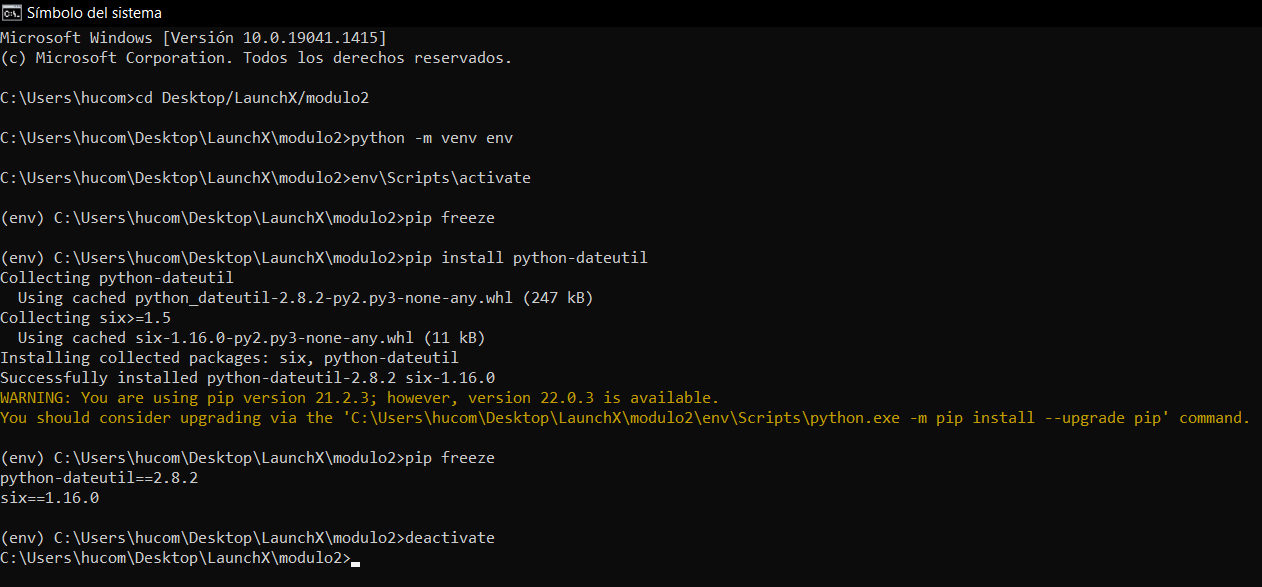 Símbolo del sistema
Microsoft Windows [Versión 10.0.19041.1415]
(c) Microsoft Corporation. Todos los derechos reservados.
C:\Users\hucom>cd Desktop/LaunchX/modulo2
C:\Users\hucom\Desktop\LaunchX\modulo2>python -m venv env
C:\Users\hucom\Desktop\LaunchX\modulo2>env\Scripts\activate
(env) C:\Users\hucom\Desktop\LaunchX\modulo2>pip freeze
(env) C:\Users\hucom\Desktop\LaunchX\modulo2>pip install python-dateutil
Collecting python-dateutil
  Using cached python_dateutil-2.8.2-py2.py3-none-any.whl (247 kB)
Collecting six>=1.5
  Using cached six-1.16.0-py2.py3-none-any.whl (11 kB)
Installing collected packages: six, python-dateutil
Successfully installed python-dateutil-2.8.2 six-1.16.0
WARNING: You are using pip version 21.2.3; however, version 22.0.3 is available.
You should consider upgrading via the 'C:\Users\hucom\Desktop\LaunchX\modulo2\env\Scripts\python.exe -m pip install --upgrade pip' command.
(env) C:\Users\hucom\Desktop\LaunchX\modulo2>pip freeze
python-dateutil==2.8.2
six==1.16.0
(env) C:\Users\hucom\Desktop\LaunchX\modulo2>deactivate
C:\Users\hucom\Desktop\LaunchX\modulo2>